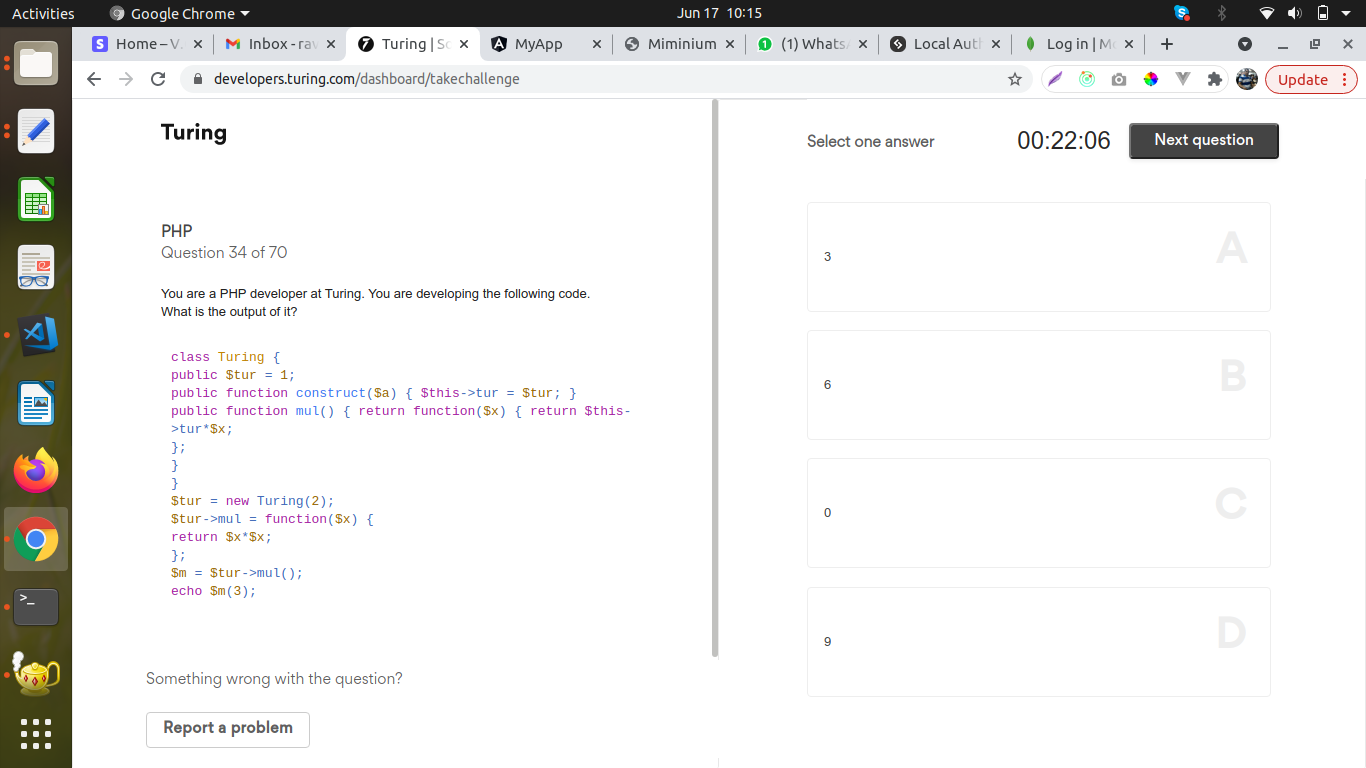 Activities
Google Chrome
Jun 17 10:15
Home – V
Inbox - rav
Turing | Sc
MyApp
Miminium
(1) Whats
Local Auth
Log in | Mo
developers.turing.com/dashboard/takechallenge
Update
Turing
Select one answer
00:22:06
Next question
PHP
Question 34 of 70
You are a PHP developer at Turing. You are developing the following code.
What is the output of it?
class Turing {
public $tur = 1;
public function construct($a) { $this->tur = $tur; }
public function mul() { return function($x) { return $this-
>tur*$x;
};
}
}
$tur = new Turing(2);
$tur->mul = function($x) {
return $x*$x;
};
$m = $tur->mul();
echo $m(3);
3
A
6
B
0
C
9
D
Something wrong with the question?
Report a problem